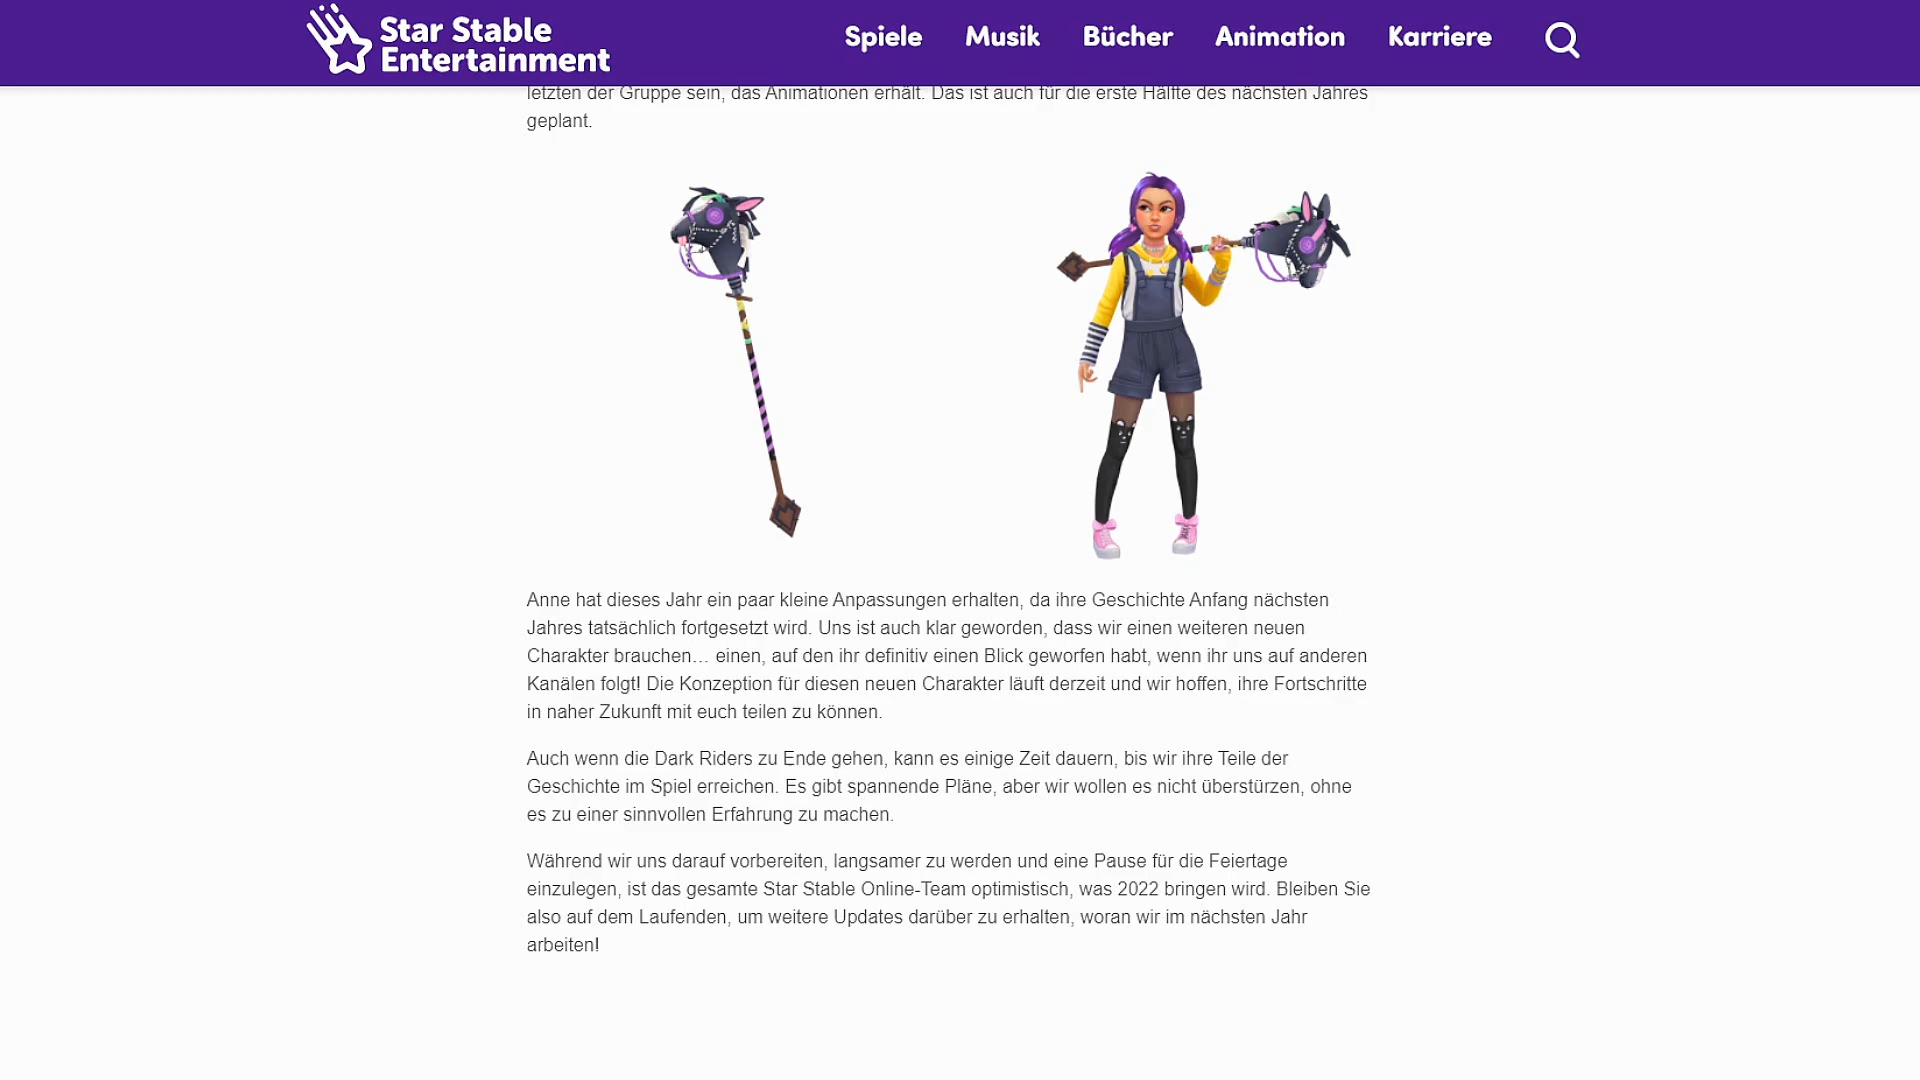 Star Stable
Entertainment
Spiele
Musik
Bücher
Animation
Karriere
letzten der Gruppe sein, das Animationen erhält. Das ist auch für die erste Hälfte des nächsten Jahres
geplant.
Anne hat dieses Jahr ein paar kleine Anpassungen erhalten, da ihre Geschichte Anfang nächsten
Jahres tatsächlich fortgesetzt wird. Uns ist auch klar geworden, dass wir einen weiteren neuen
Charakter brauchen… einen, auf den ihr definitiv einen Blick geworfen habt, wenn ihr uns auf anderen
Kanälen folgt! Die Konzeption für diesen neuen Charakter läuft derzeit und wir hoffen, ihre Fortschritte
in naher Zukunft mit euch teilen zu können.
Auch wenn die Dark Riders zu Ende gehen, kann es einige Zeit dauern, bis wir ihre Teile der
Geschichte im Spiel erreichen. Es gibt spannende Pläne, aber wir wollen es nicht überstürzen, ohne
es zu einer sinnvollen Erfahrung zu machen.
Während wir uns darauf vorbereiten, langsamer zu werden und eine Pause für die Feiertage
einzulegen, ist das gesamte Star Stable Online-Team optimistisch, was 2022 bringen wird. Bleiben Sie
also auf dem Laufenden, um weitere Updates darüber zu erhalten, woran wir im nächsten Jahr
arbeiten!